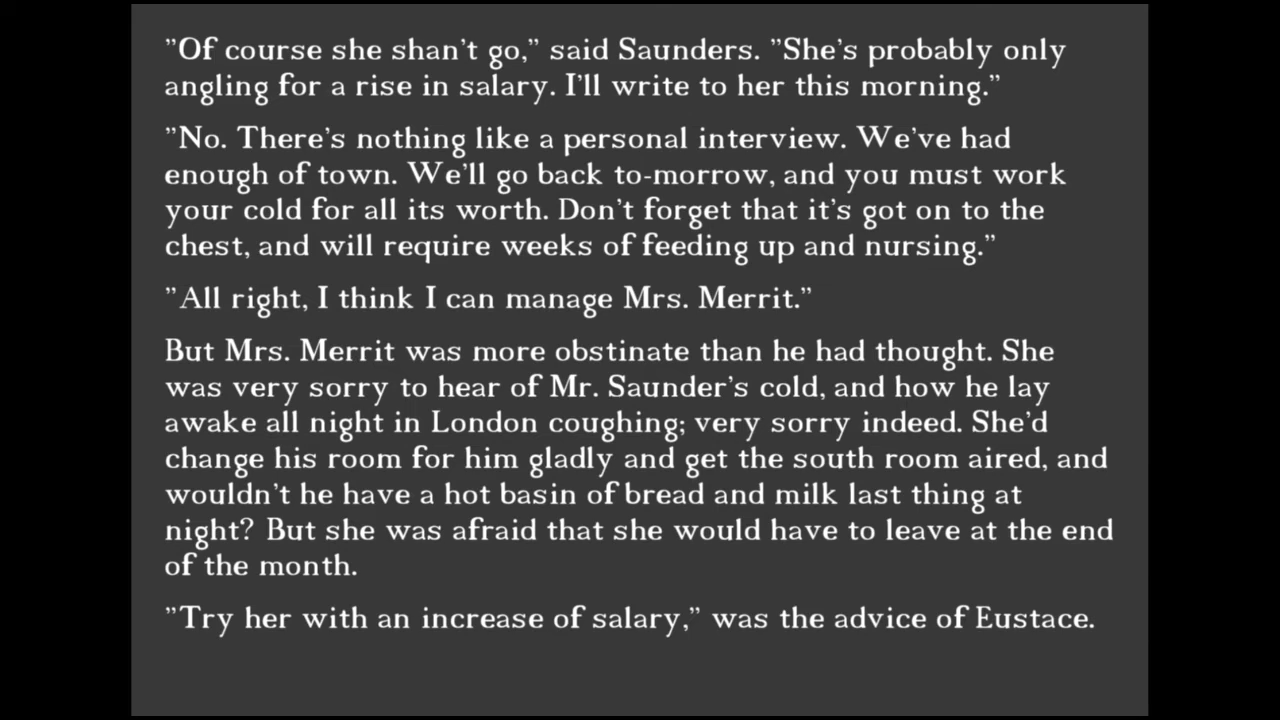 ”Of course she shan’t go,” said Saunders. ”She’s probably only
angling for a rise in salary. I’ll write to her this morning.”
”No. There’s nothing like a personal interview. We’ve had
enough of town. We’ll go back to-morrow, and you must work
your cold for all its worth. Don’t forget that it’s got on to the
chest, and will require weeks of feeding up and nursing.”
”All right, I think I can manage Mrs. Merrit.”
But Mrs. Merrit was more obstinate than he had thought. She
was very sorry to hear of Mr. Saunder’s cold, and how he lay
awake all night in London coughing; very sorry indeed. She’d
change his room for him gladly and get the south room aired, and
wouldn’t he have a hot basin of bread and milk last thing at
night? But she was afraid that she would have to leave at the end
of the month.
”Try her with an increase of salary,” was the advice of Eustace.